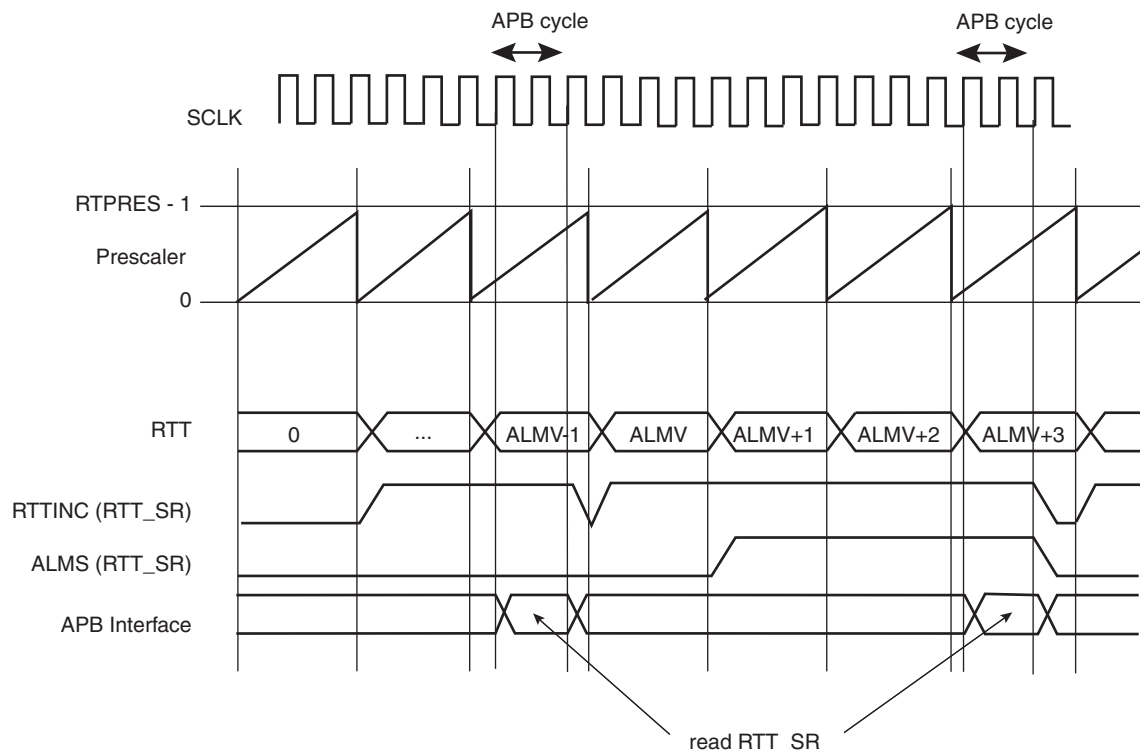 APB cycle
APB cycle
SCLK
RTPRES - 1
Prescaler
0
RTT
0
...
ALMV-1
ALMV
ALMV+1
ALMV+2
ALMV+3
RTTINC (RTT_SR)
ALMS (RTT_SR)
APB Interface
read RTT_SR